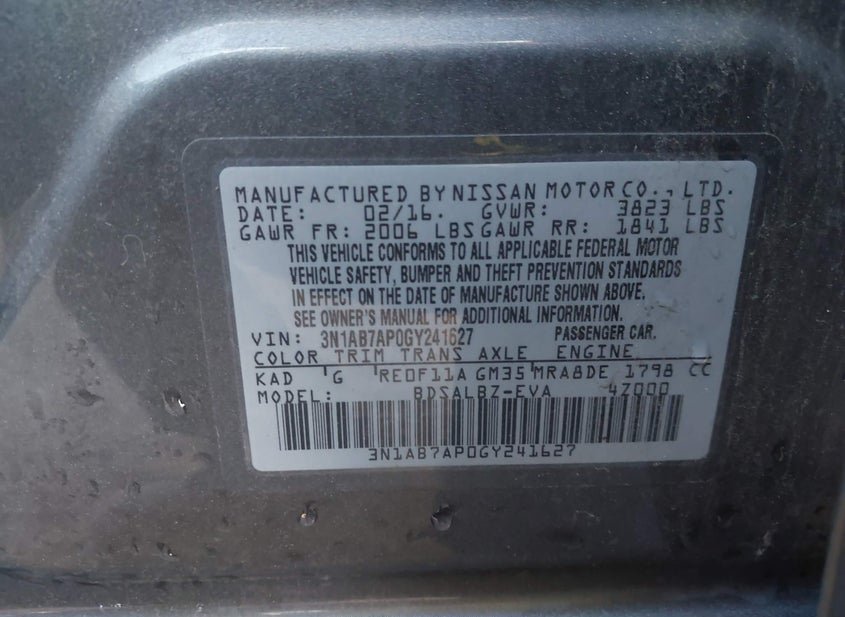 MANUFACTURED BY NISSAN MOTOR CO., LTD.
DATE: 02/16. GVWR: 3823 LBS
GAWR FR: 2006 LBS GAWR RR: 1841 LBS
THIS VEHICLE CONFORMS TO ALL APPLICABLE FEDERAL MOTOR
VEHICLE SAFETY, BUMPER AND THEFT PREVENTION STANDARDS
IN EFFECT ON THE DATE OF MANUFACTURE SHOWN ABOVE.
SEE OWNER'S MANUAL FOR ADDITIONAL INFORMATION.
VIN: 3N1AB7AP0GY241627 PASSENGER CAR.
COLOR TRIM TRANS AXLE ENGINE
KAD G RE0F11A GM35 MRA8DE 1798 CC
MODEL: BDSALBZ-EVA 4Z000
3N1AB7AP0GY241627